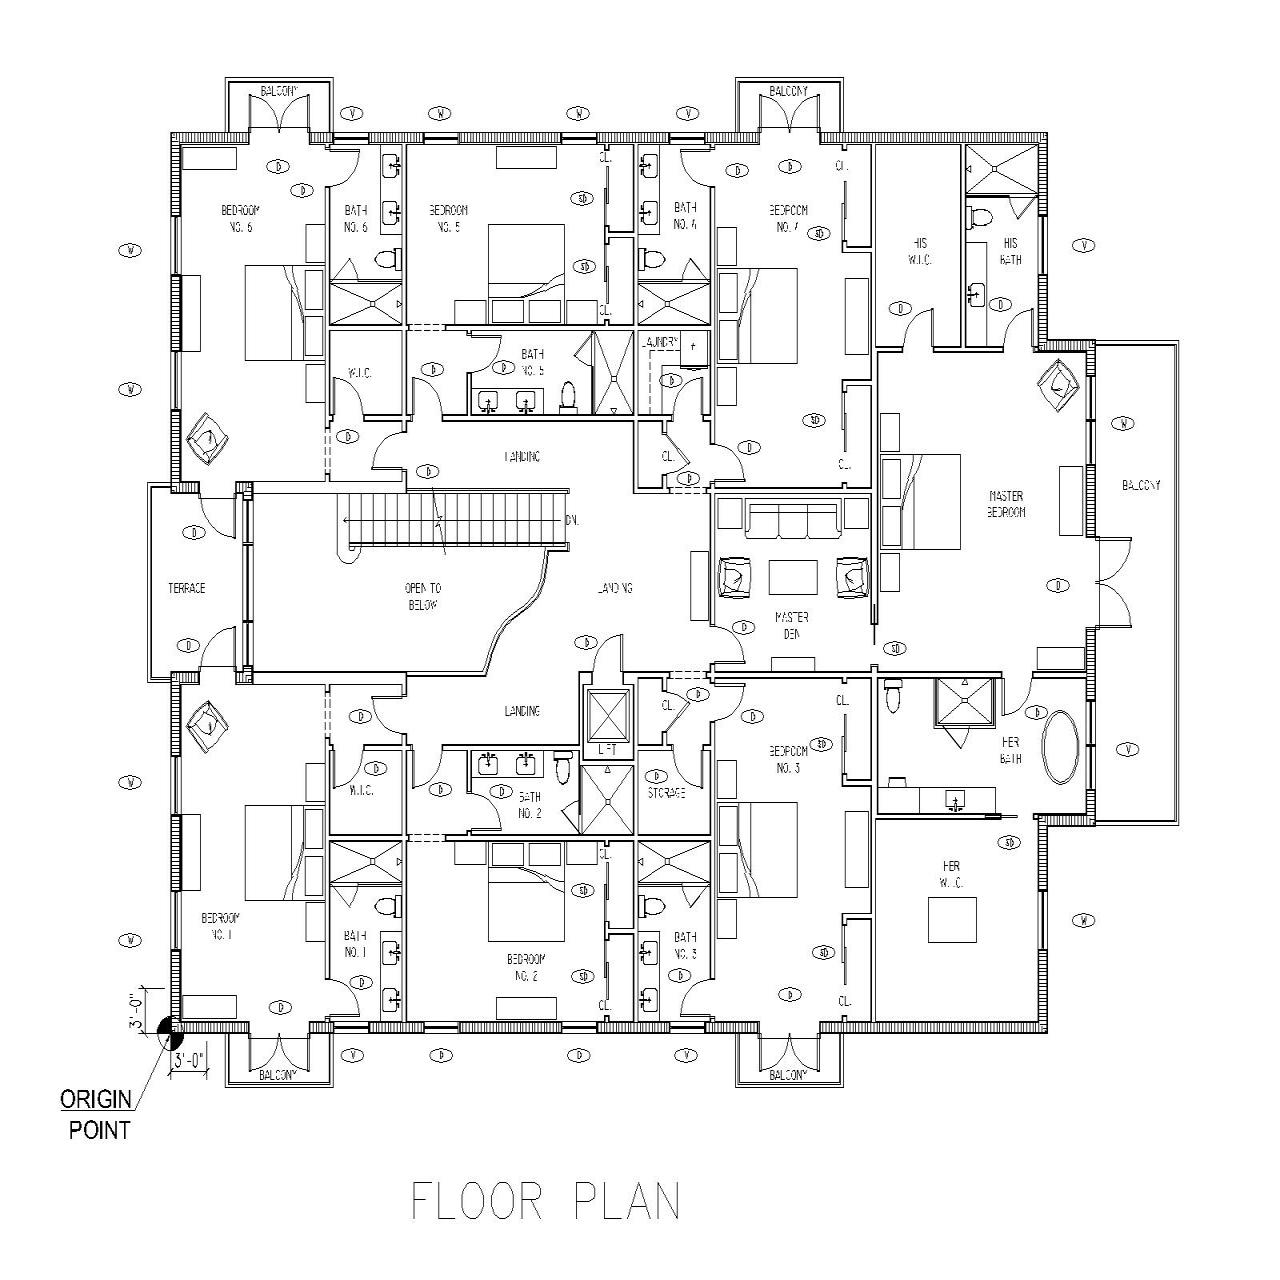 BALCONY
BALCONY
V
W
W
V
D
D
CL.
D
D
CL.
BEDROOM
NO. 6
BATH
NO. 6
BEDROOM
NO. 5
SD
BATH
NO. 4
BEDROOM
NO. 4
SD
HIS
W.I.C.
HIS
BATH
W
V
SD
CL.
D
D
W
W.I.C.
D
D
BATH
NO. 5
LAUNDRY
D
D
SD
W
D
LANDING
CL.
D
D
CL.
MASTER
BEDROOM
BALCONY
D
DN.
TERRACE
OPEN TO
BELOW
LANDING
D
MASTER
DEN
D
D
D
SD
D
LANDING
LIFT
CL.
D
D
CL.
SD
D
HER
BATH
BEDROOM
NO. 3
V
W
D
W.I.C.
D
D
BATH
NO. 2
D
STORAGE
SD
CL.
HER
W.I.C.
SD
BEDROOM
NO. 1
BATH
NO. 1
W
W
BEDROOM
NO. 2
SD
CL.
BATH
NO. 3
D
SD
CL.
D
D
D
3'-0"
3'-0"
V
D
D
V
BALCONY
BALCONY
ORIGIN
POINT
FLOOR PLAN